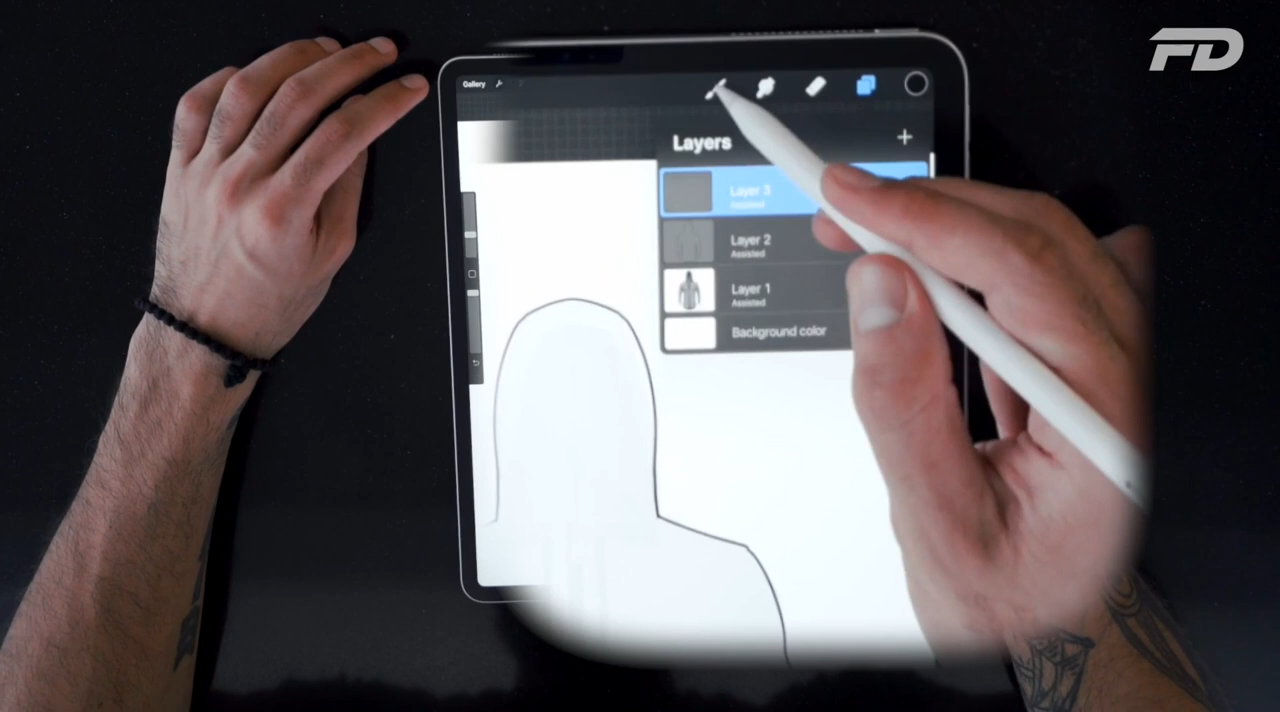 FD
Gallery
Layers
Layer 3
Assisted
Layer 2
Assisted
Layer 1
Assisted
Background color